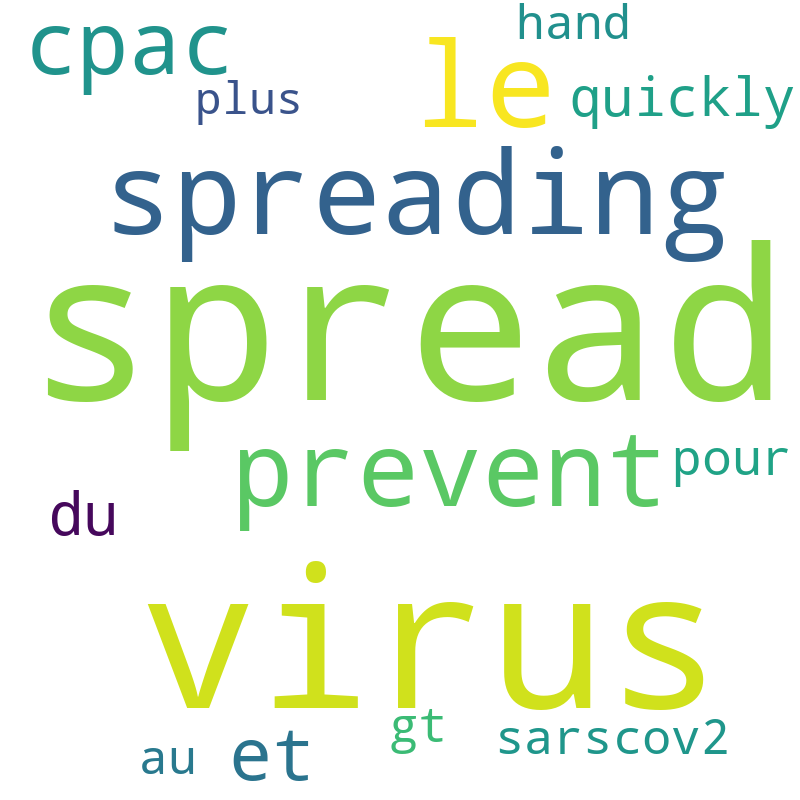 hand
cpac
le
plus
quickly
spreading
spread
prevent
pour
du
virus
gt
sarscov2
au
et